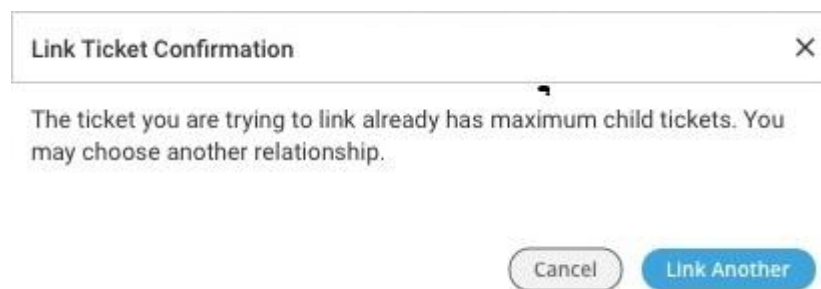 Link Ticket Confirmation
The ticket you are trying to link already has maximum child tickets. You
may choose another relationship.
Cancel
Link Another